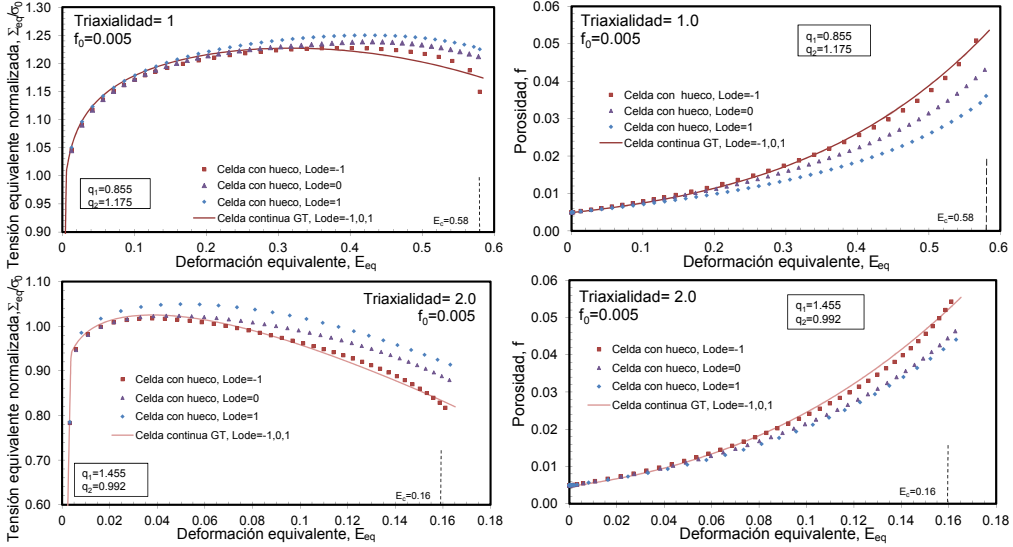 Triaxialidad= 1
f0=0.005
Tensión equivalente normalizada, Σeq/σ0
1.30
1.25
1.20
1.15
1.10
1.05
1.00
0.95
0.90
Celda con hueco, Lode=-1
Celda con hueco, Lode=0
Celda con hueco, Lode=1
Celda continua GT, Lode=-1,0,1
q1=0.855
q2=1.175
Ec=0.58
0 0.1 0.2 0.3 0.4 0.5 0.6
Deformación equivalente, Eeq
Triaxialidad= 1.0
f0=0.005
q1=0.855
q2=1.175
Porosidad, f
0.06
0.05
0.04
0.03
0.02
0.01
0.00
Celda con hueco, Lode=-1
Celda con hueco, Lode=0
Celda con hueco, Lode=1
Celda continua GT, Lode=-1,0,1
Ec=0.58
0 0.1 0.2 0.3 0.4 0.5 0.6
Deformación equivalente, Eeq
Triaxialidad= 2.0
f0=0.005
Tensión equivalente normalizada,Σeq/σ0
1.10
1.00
0.90
0.80
0.70
0.60
Celda con hueco, Lode=-1
Celda con hueco, Lode=0
Celda con hueco, Lode=1
Celda continua GT, Lode=-1,0,1
q1=1.455
q2=0.992
Ec=0.16
0 0.02 0.04 0.06 0.08 0.10 0.12 0.14 0.16 0.18
Deformación equivalente, Eeq
Triaxialidad= 2.0
f0=0.005
q1=1.455
q2=0.992
Porosidad, f
0.06
0.05
0.04
0.03
0.02
0.01
0.00
Celda con hueco, Lode=-1
Celda con hueco, Lode=0
Celda con hueco, Lode=1
Celda continua GT, Lode=-1,0,1
Ec=0.16
0.00 0.02 0.04 0.06 0.08 0.10 0.12 0.14 0.16 0.18
Deformación equivalente, Eeq